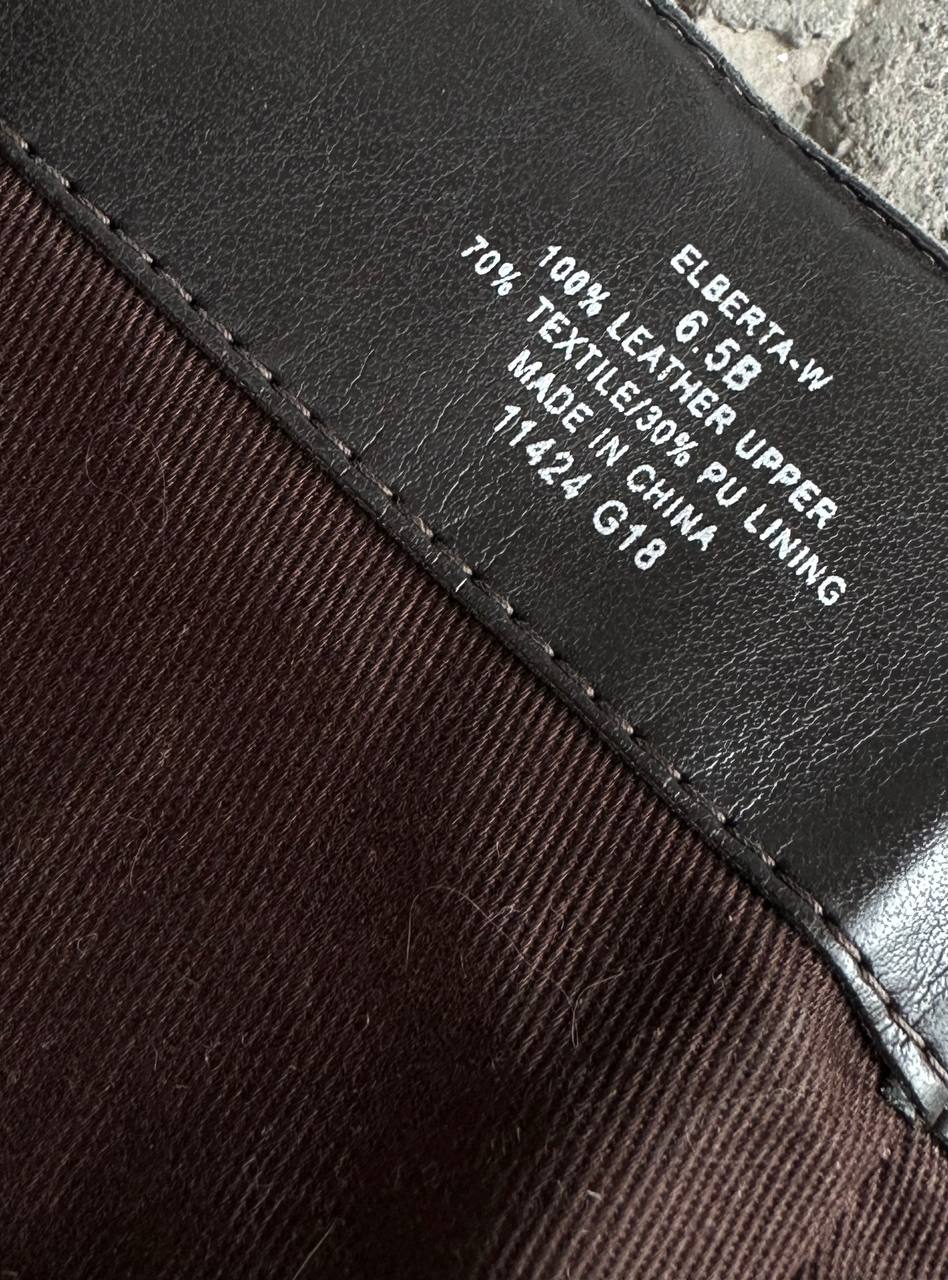 ELBERTA-W
6.5B
100% LEATHER UPPER
70% TEXTILE/30% PU LINING
MADE IN CHINA
11424 G18